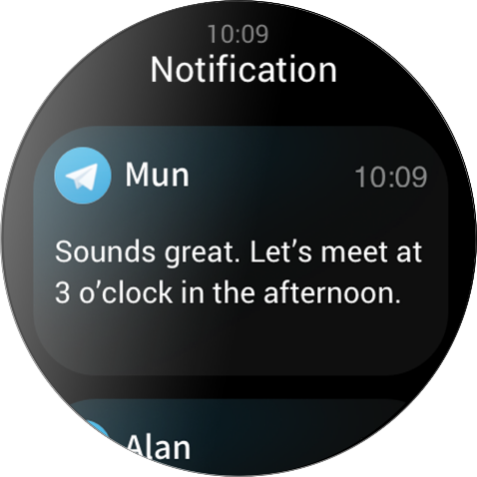 10:09
Notification
Mun 10:09
Sounds great. Let’s meet at
3 o’clock in the afternoon.
Alan